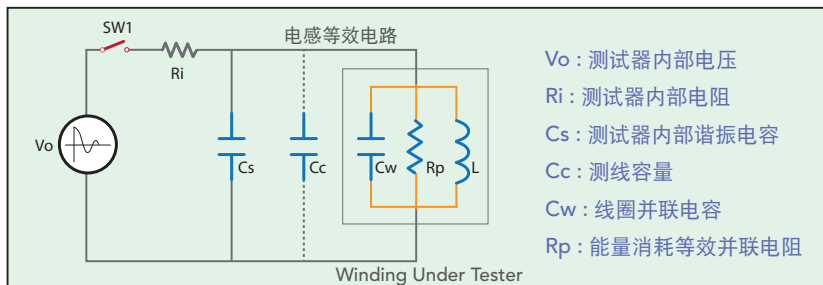 SW1
电感等效电路
Ri
Vo
Cs
Cc
Cw
Rp
L
Winding Under Tester
Vo : 测试器内部电压
Ri : 测试器内部电阻
Cs : 测试器内部谐振电容
Cc : 测线容量
Cw : 线圈并联电容
Rp : 能量消耗等效并联电阻